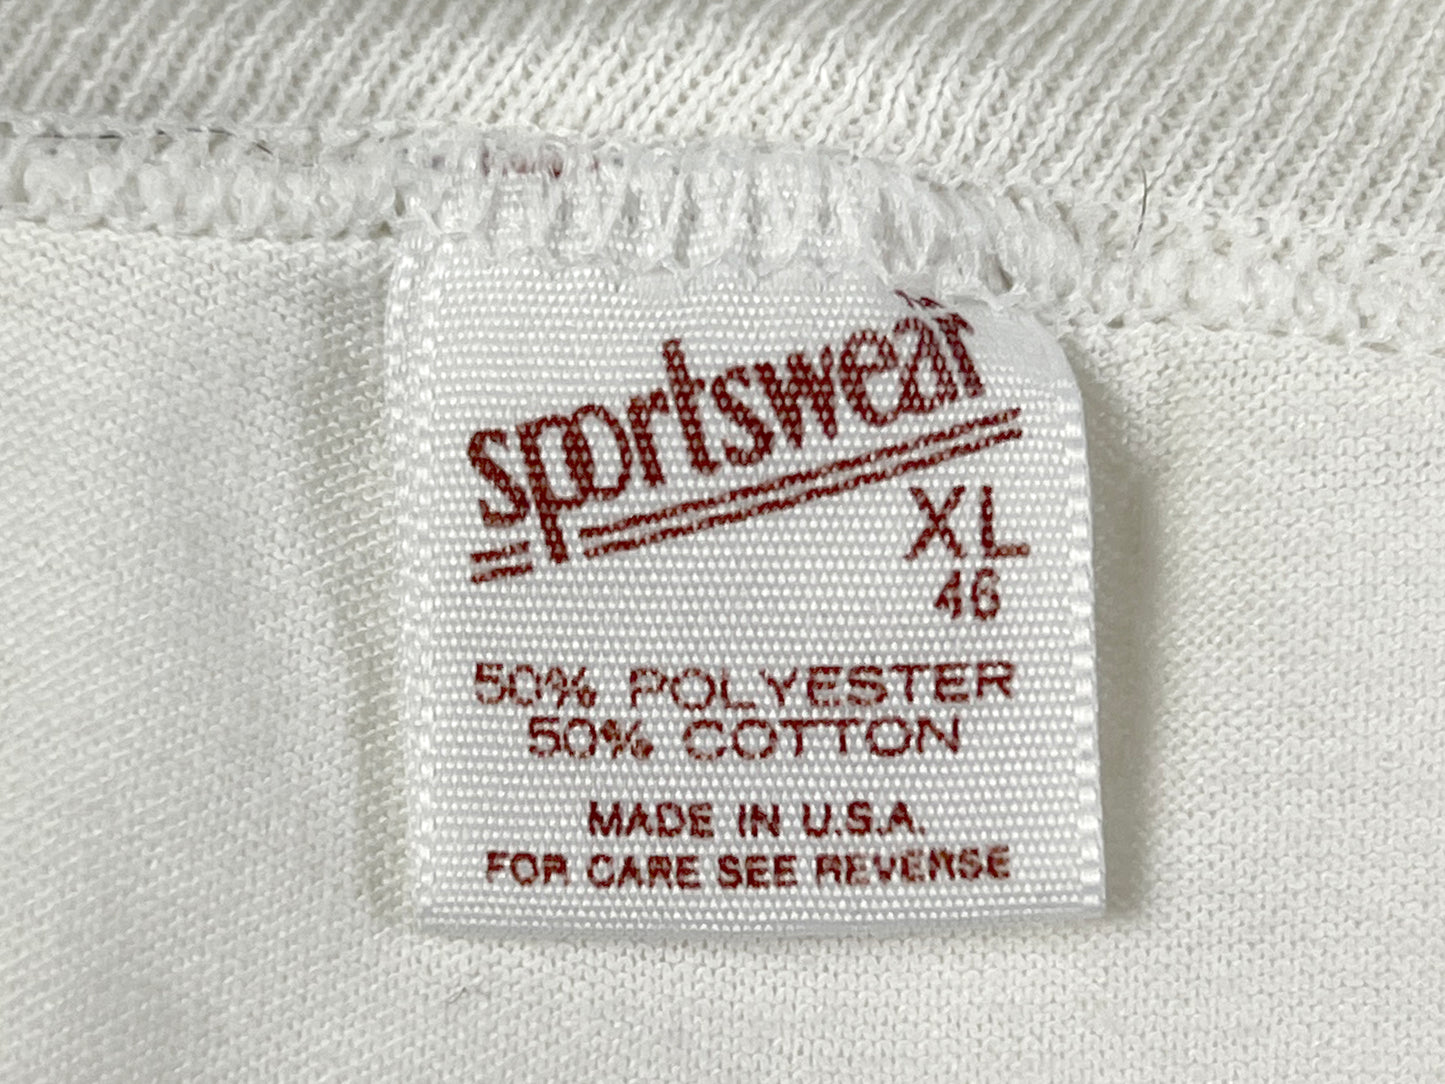 sportswear
XL
46
50% POLYESTER
50% COTTON
MADE IN U.S.A.
FOR CARE SEE REVERSE